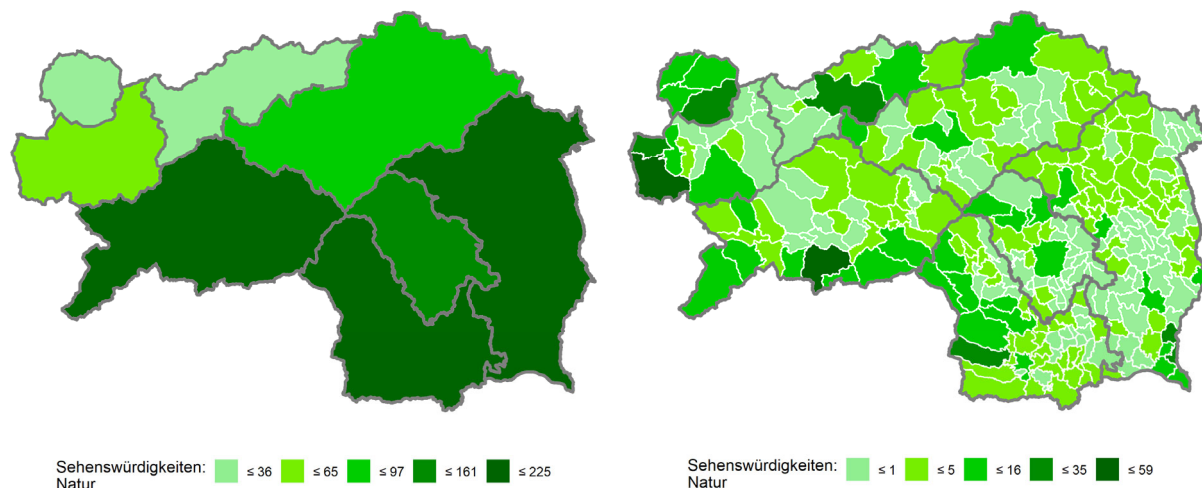 Sehenswürdigkeiten: ≤ 36 ≤ 65 ≤ 97 ≤ 161 ≤ 225
Natur
Sehenswürdigkeiten: ≤ 1 ≤ 5 ≤ 16 ≤ 35 ≤ 59
Natur